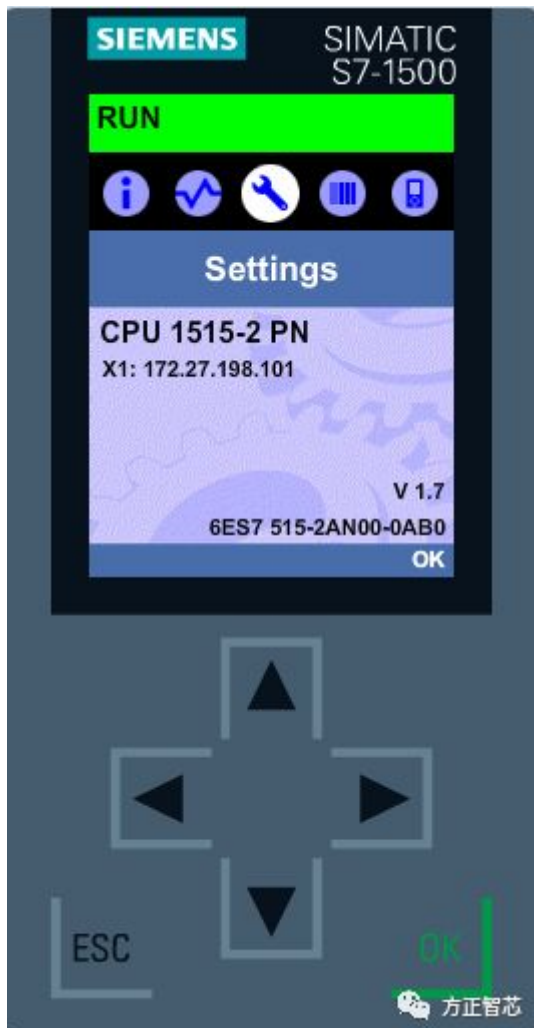 SIEMENS
SIMATIC
S7-1500
RUN
Settings
CPU 1515-2 PN
X1: 172.27.198.101
V 1.7
6ES7 515-2AN00-0AB0
OK
ESC
OK
方正智芯